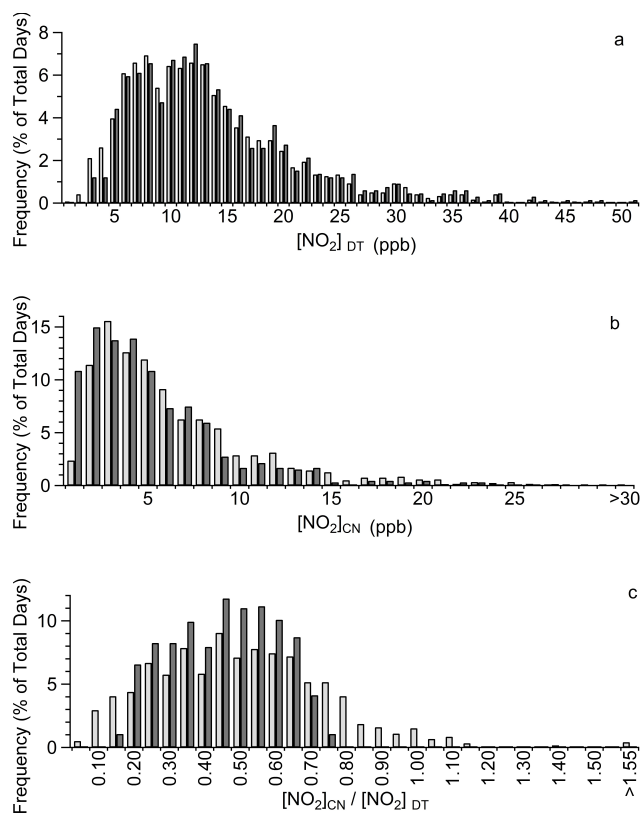 a
Frequency (% of Total Days)
8
6
4
2
0
5 10 15 20 25 30 35 40 45 50
[NO2] DT (ppb)
b
Frequency (% of Total Days)
15
10
5
0
5 10 15 20 25 >30
[NO2]CN (ppb)
c
Frequency (% of Total Days)
10
5
0
0.10 0.20 0.30 0.40 0.50 0.60 0.70 0.80 0.90 1.00 1.10 1.20 1.30 1.40 1.50 >1.55
[NO2]CN / [NO2] DT